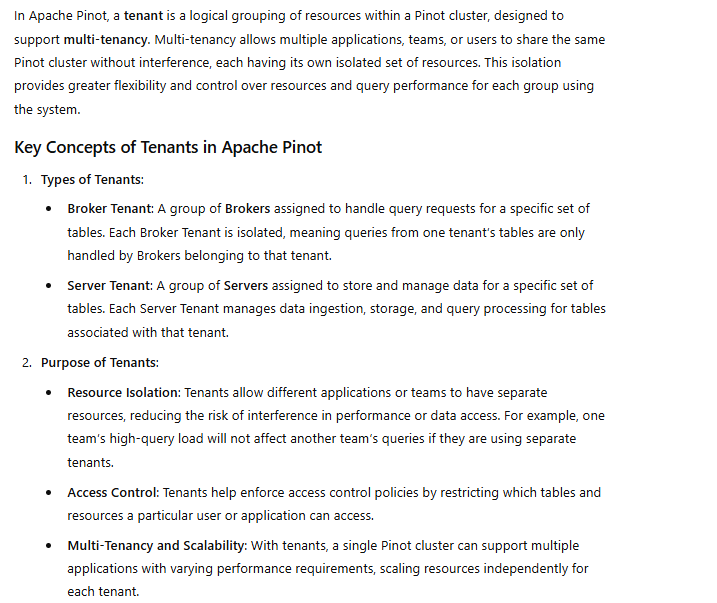 In Apache Pinot, a tenant is a logical grouping of resources within a Pinot cluster, designed to
support multi-tenancy. Multi-tenancy allows multiple applications, teams, or users to share the same
Pinot cluster without interference, each having its own isolated set of resources. This isolation
provides greater flexibility and control over resources and query performance for each group using
the system.
Key Concepts of Tenants in Apache Pinot
1. Types of Tenants:
• Broker Tenant: A group of Brokers assigned to handle query requests for a specific set of
tables. Each Broker Tenant is isolated, meaning queries from one tenant's tables are only
handled by Brokers belonging to that tenant.
• Server Tenant: A group of Servers assigned to store and manage data for a specific set of
tables. Each Server Tenant manages data ingestion, storage, and query processing for tables
associated with that tenant.
2. Purpose of Tenants:
• Resource Isolation: Tenants allow different applications or teams to have separate
resources, reducing the risk of interference in performance or data access. For example, one
team's high-query load will not affect another team's queries if they are using separate
tenants.
• Access Control: Tenants help enforce access control policies by restricting which tables and
resources a particular user or application can access.
• Multi-Tenancy and Scalability: With tenants, a single Pinot cluster can support multiple
applications with varying performance requirements, scaling resources independently for
each tenant.